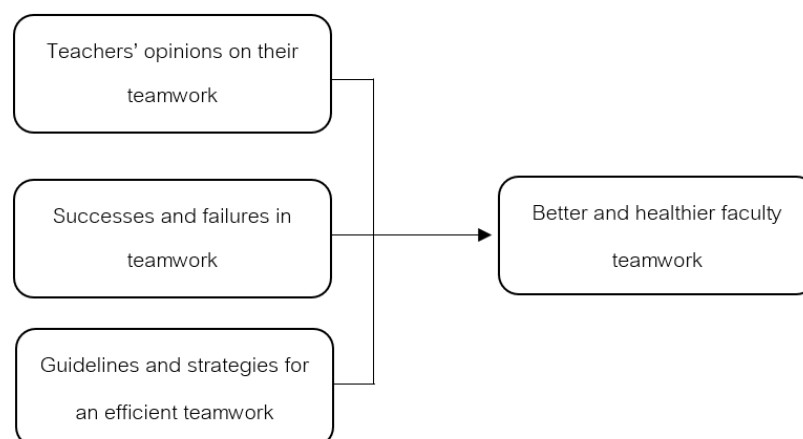 Teachers’ opinions on their
teamwork
Successes and failures in
teamwork
Better and healthier faculty
teamwork
Guidelines and strategies for
an efficient teamwork